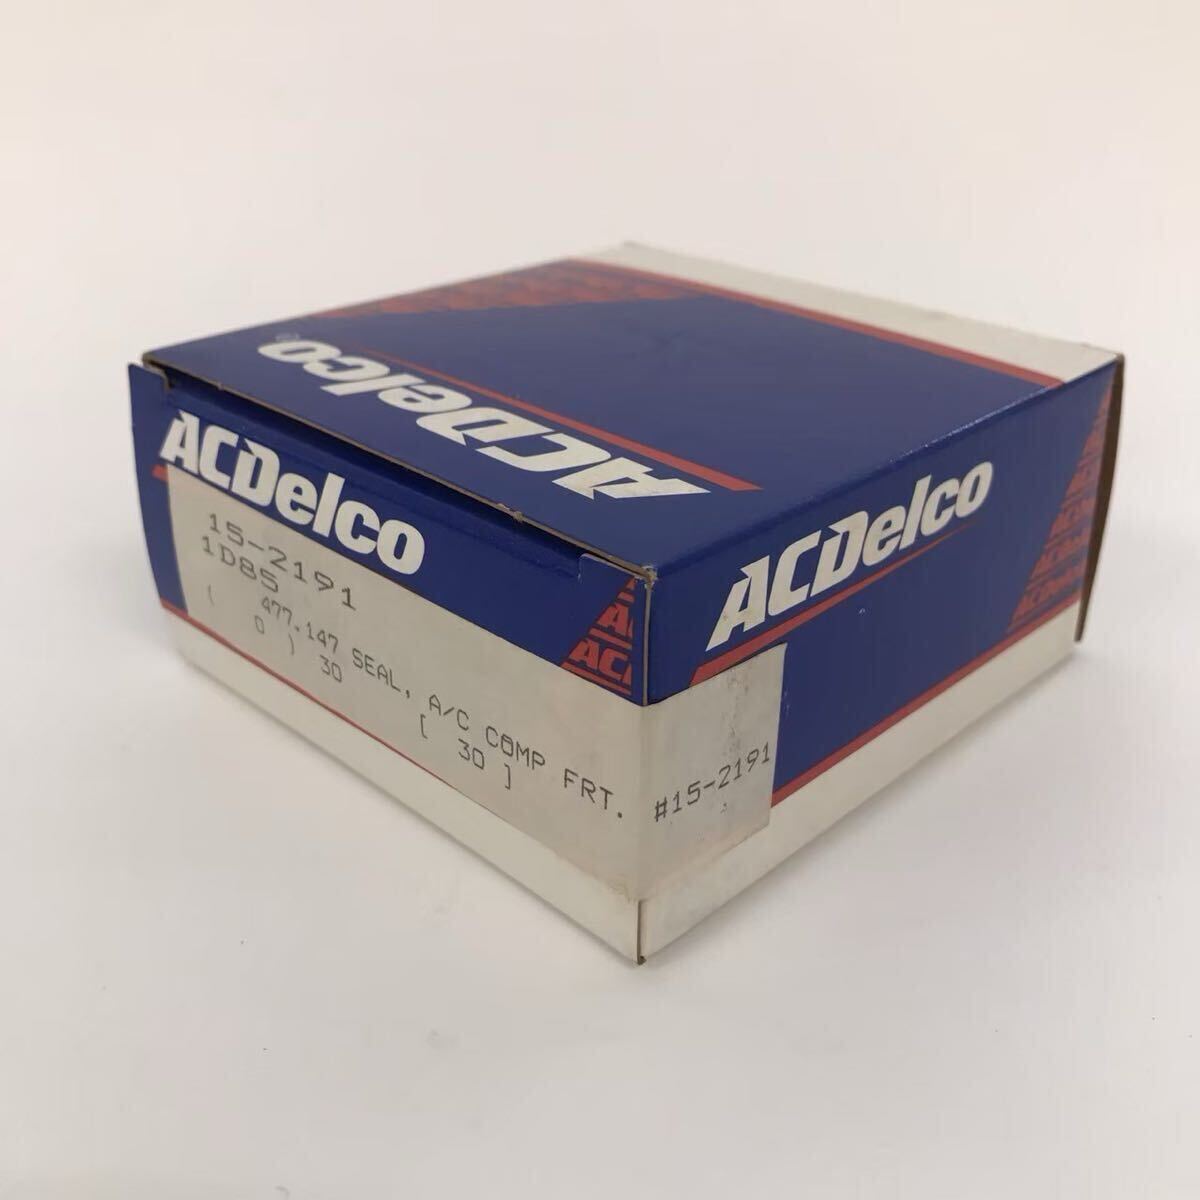 ACDelco
ACDelco
15-2191
1D85
( 477.147 SEAL, A/C COMP FRT. #15-2191
0 ) 30 [ 30 ]
ACDelco